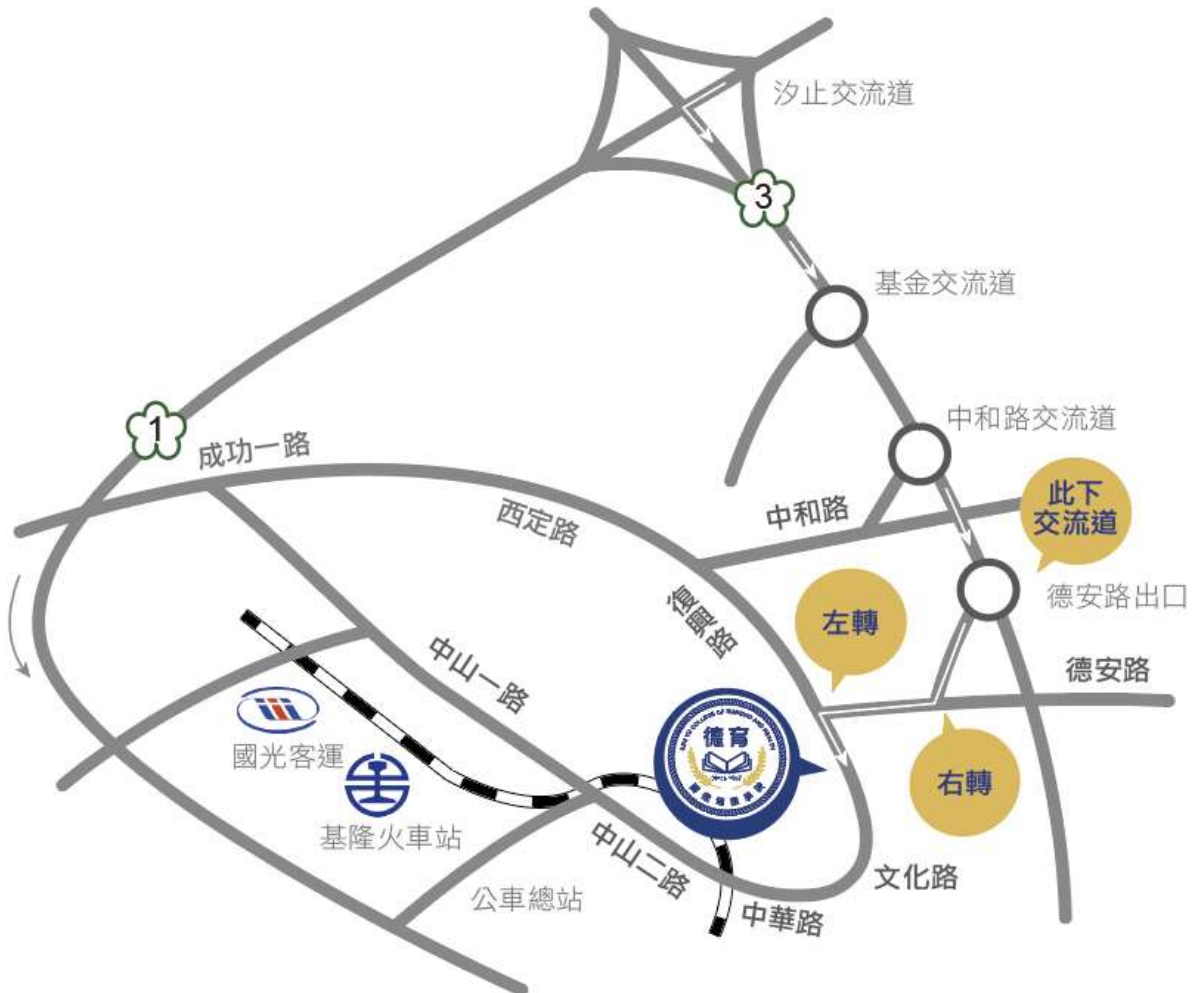 汐止交流道
3
基金交流道
1
成功一路
中和路交流道
西定路
中和路
此下
交流道
德安路出口
復興路
左轉
中山一路
德安路
國光客運
德育
基隆火車站
右轉
中山二路
文化路
公車總站
中華路